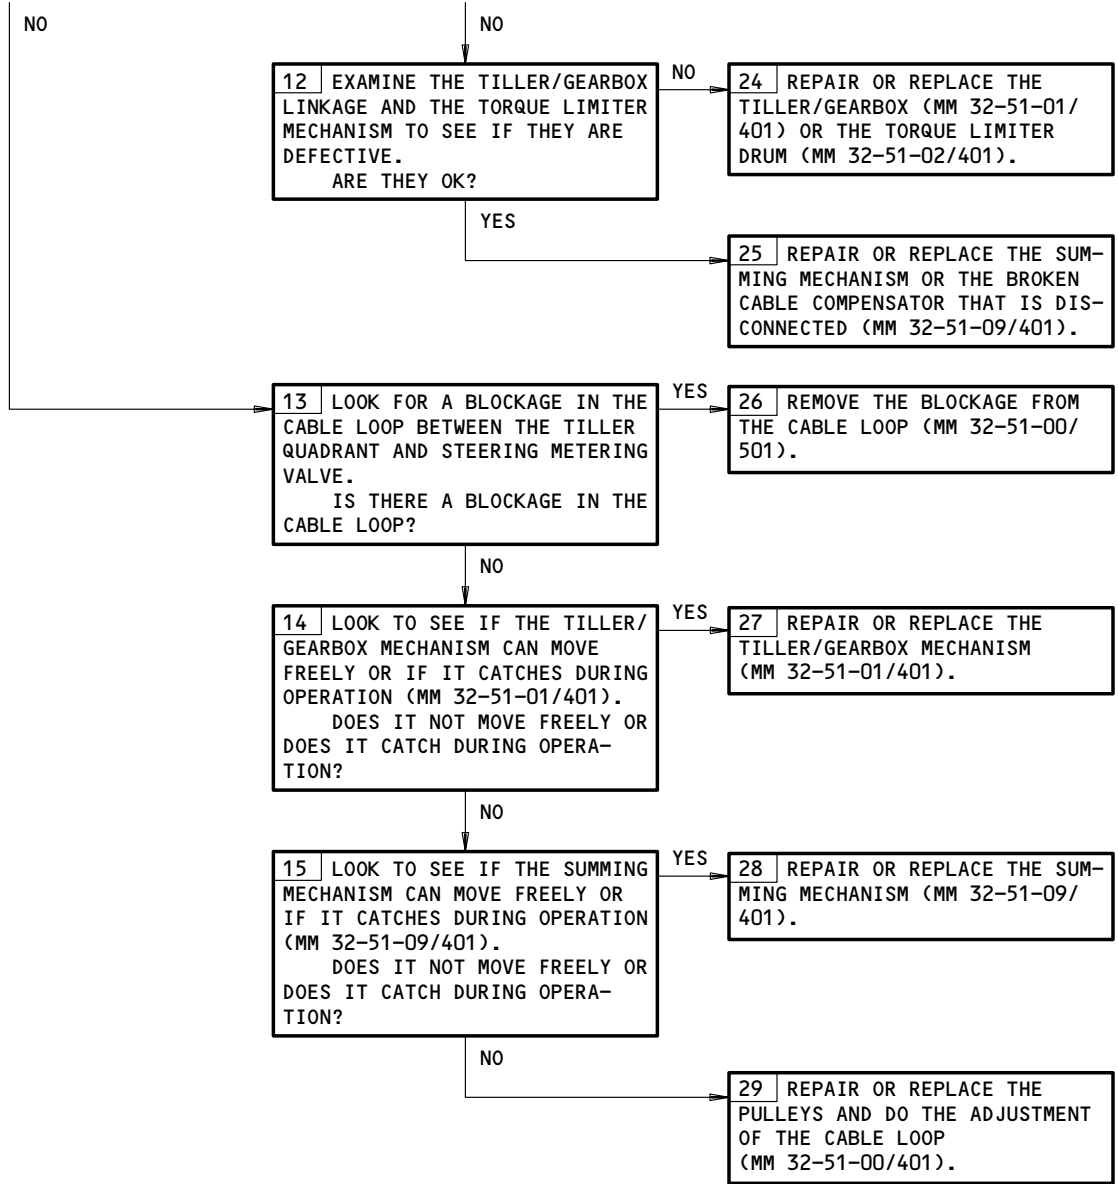 NO
NO
12 EXAMINE THE TILLER/GEARBOX
LINKAGE AND THE TORQUE LIMITER
MECHANISM TO SEE IF THEY ARE
DEFECTIVE.
ARE THEY OK?
NO
24 REPAIR OR REPLACE THE
TILLER/GEARBOX (MM 32-51-01/
401) OR THE TORQUE LIMITER
DRUM (MM 32-51-02/401).
YES
25 REPAIR OR REPLACE THE SUM-
MING MECHANISM OR THE BROKEN
CABLE COMPENSATOR THAT IS DIS-
CONNECTED (MM 32-51-09/401).
13 LOOK FOR A BLOCKAGE IN THE
CABLE LOOP BETWEEN THE TILLER
QUADRANT AND STEERING METERING
VALVE.
IS THERE A BLOCKAGE IN THE
CABLE LOOP?
YES
26 REMOVE THE BLOCKAGE FROM
THE CABLE LOOP (MM 32-51-00/
501).
NO
14 LOOK TO SEE IF THE TILLER/
GEARBOX MECHANISM CAN MOVE
FREELY OR IF IT CATCHES DURING
OPERATION (MM 32-51-01/401).
DOES IT NOT MOVE FREELY OR
DOES IT CATCH DURING OPERA-
TION?
YES
27 REPAIR OR REPLACE THE
TILLER/GEARBOX MECHANISM
(MM 32-51-01/401).
NO
15 LOOK TO SEE IF THE SUMMING
MECHANISM CAN MOVE FREELY OR
IF IT CATCHES DURING OPERATION
(MM 32-51-09/401).
DOES IT NOT MOVE FREELY OR
DOES IT CATCH DURING OPERA-
TION?
YES
28 REPAIR OR REPLACE THE SUM-
MING MECHANISM (MM 32-51-09/
401).
NO
29 REPAIR OR REPLACE THE
PULLEYS AND DO THE ADJUSTMENT
OF THE CABLE LOOP
(MM 32-51-00/401).